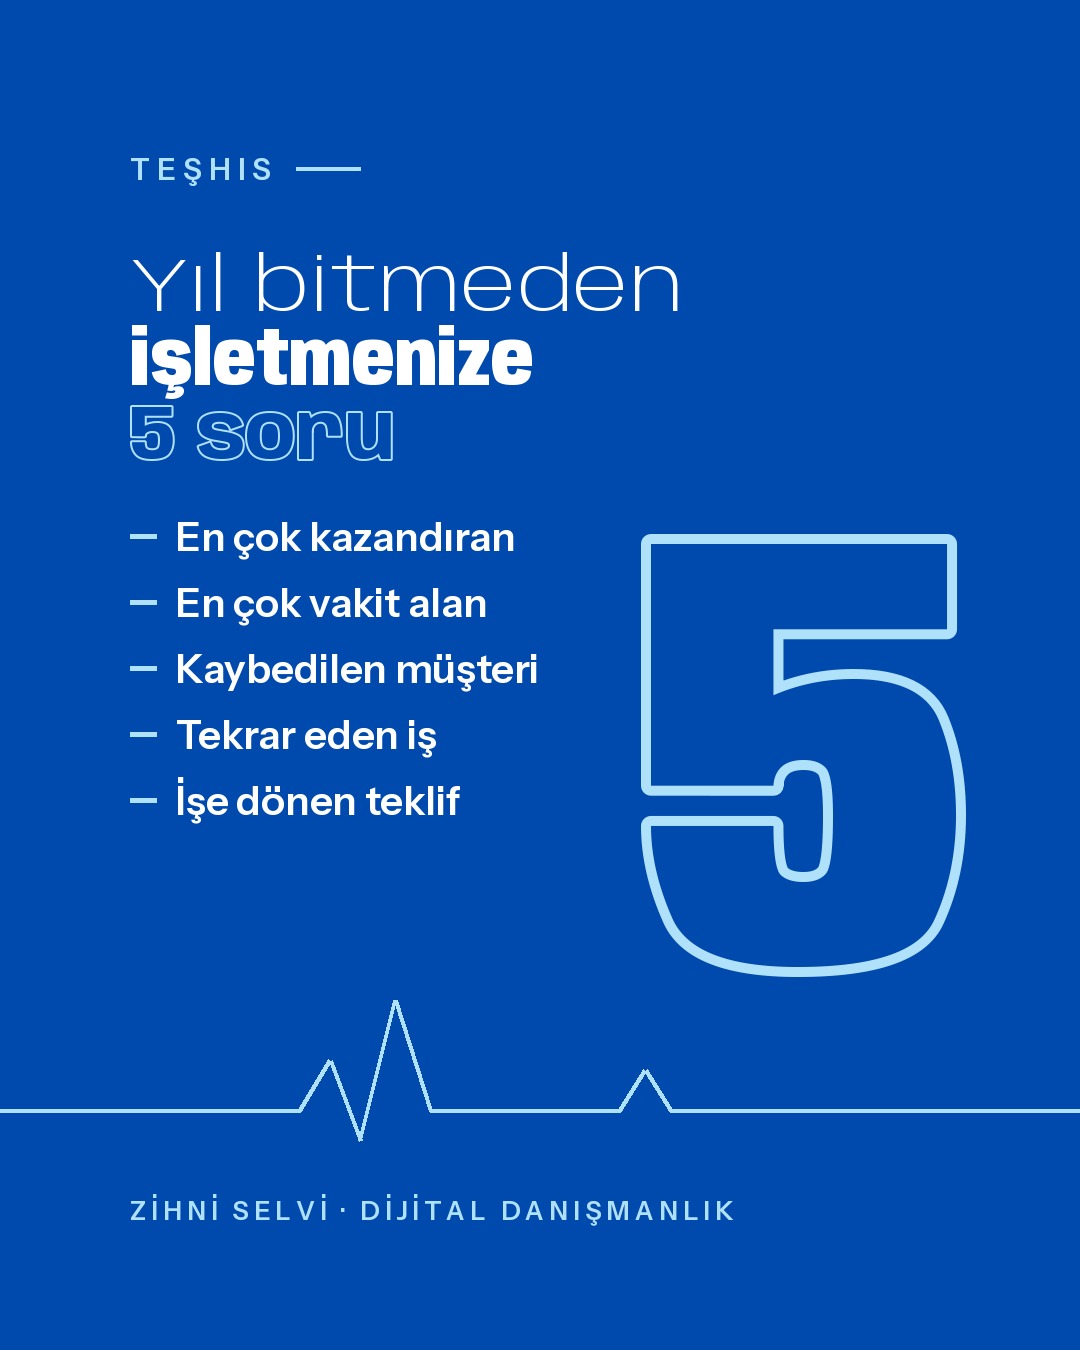 TEŞHIS
Yıl bitmeden
işletmenize
5 soru
En çok kazandıran
En çok vakit alan
Kaybedilen müşteri
Tekrar eden iş
İşe dönen teklif
5
ZİHNİ SELVİ · DİJİTAL DANIŞMANLIK